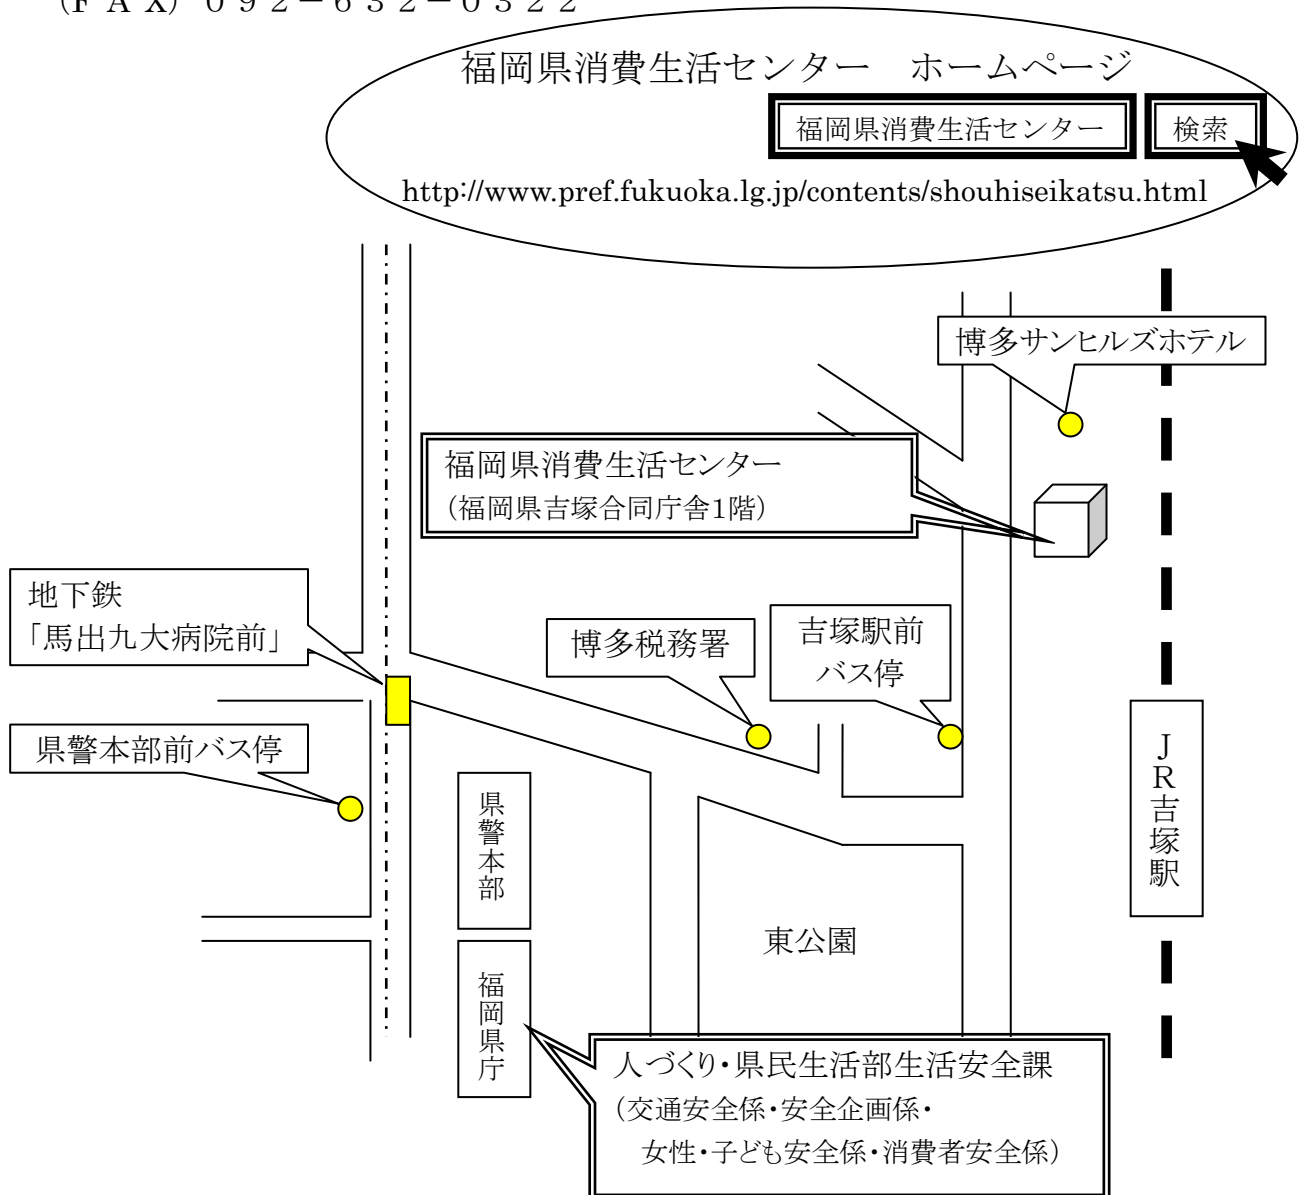 (ＦＡＸ) ０９２－６３２－０３２２
福岡県消費生活センター　ホームページ
福岡県消費生活センター
検索
http://www.pref.fukuoka.lg.jp/contents/shouhiseikatsu.html
博多サンヒルズホテル
福岡県消費生活センター
（福岡県吉塚合同庁舎1階）
地下鉄
「馬出九大病院前」
博多税務署
吉塚駅前
バス停
県警本部前バス停
県警本部
ＪＲ吉塚駅
東公園
福岡県庁
人づくり・県民生活部生活安全課
（交通安全係・安全企画係・
女性・子ども安全係・消費者安全係）